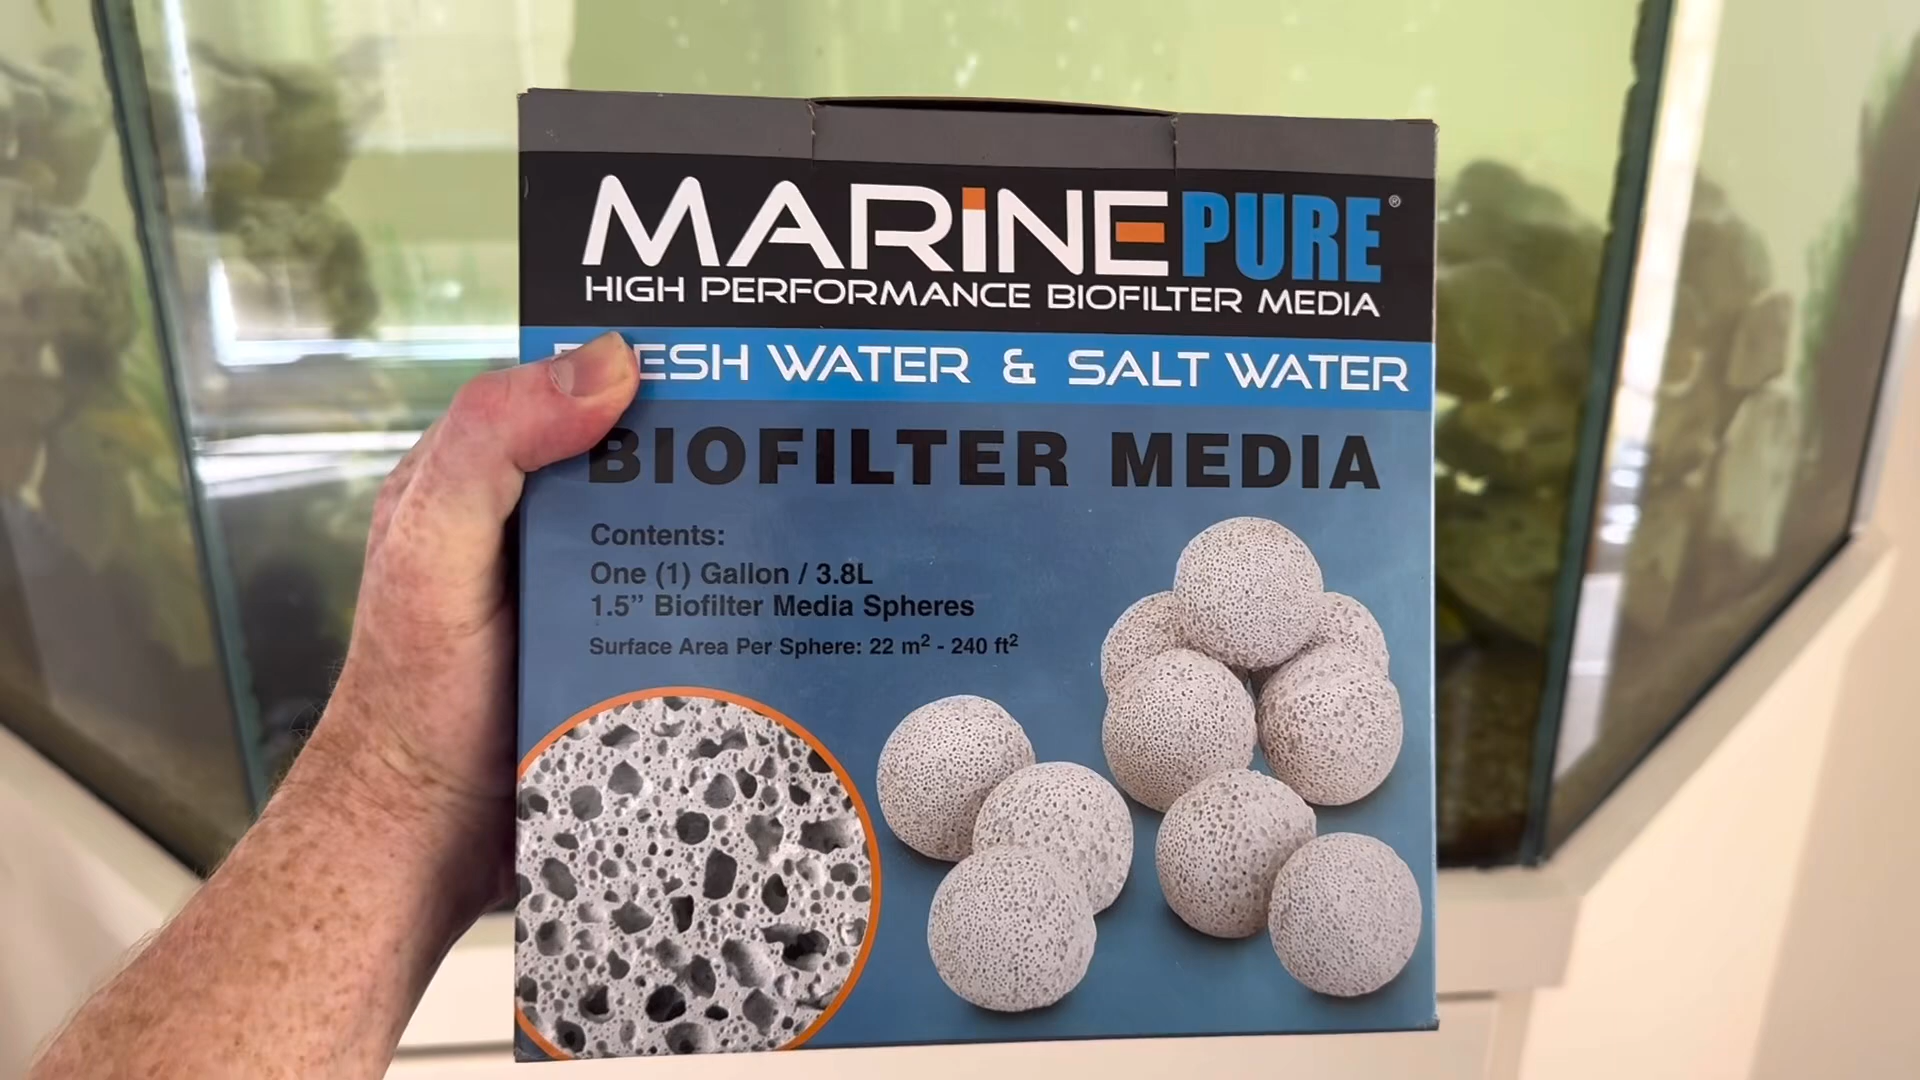 MARINEPURE®
HIGH PERFORMANCE BIOFILTER MEDIA
FRESH WATER & SALT WATER
BIOFILTER MEDIA
Contents:
One (1) Gallon / 3.8L
1.5” Biofilter Media Spheres
Surface Area Per Sphere: 22 m² - 240 ft²